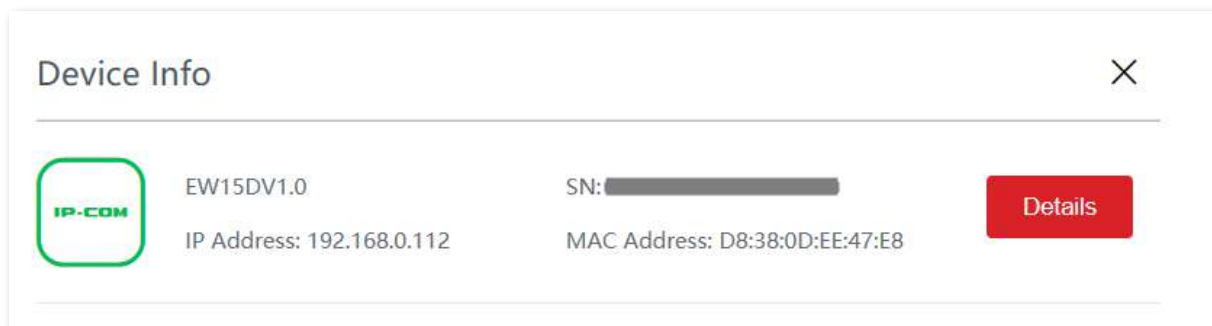 Device Info
IP-COM
EW15DV1.0
SN:
Details
IP Address: 192.168.0.112
MAC Address: D8:38:0D:EE:47:E8